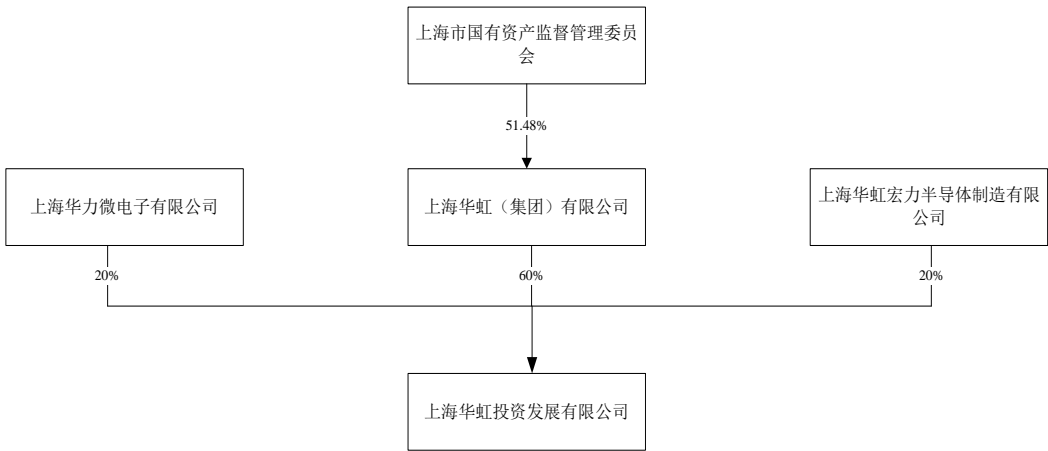 上海市国有资产监督管理委员
会
51.48%
上海华力微电子有限公司
上海华虹（集团）有限公司
上海华虹宏力半导体制造有限
公司
20%
60%
20%
上海华虹投资发展有限公司